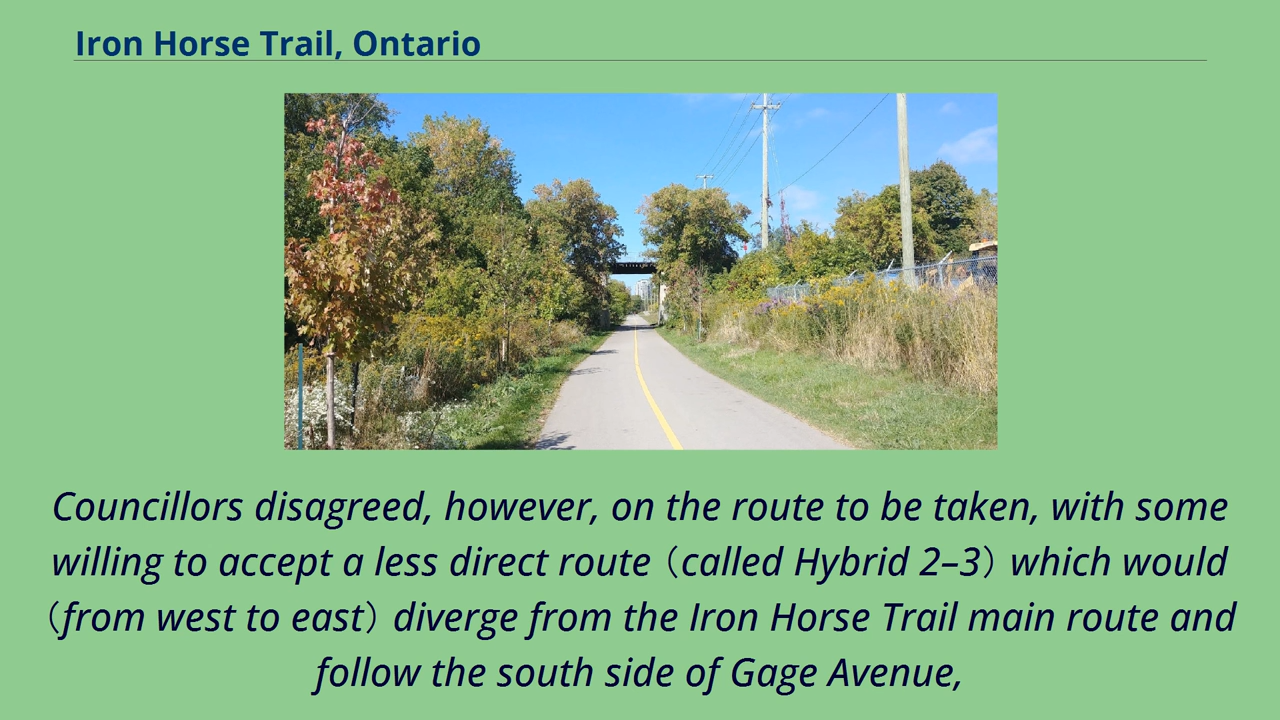 Iron Horse Trail, Ontario
Councillors disagreed, however, on the route to be taken, with some
willing to accept a less direct route （called Hybrid 2–3） which would
（from west to east） diverge from the Iron Horse Trail main route and
follow the south side of Gage Avenue,